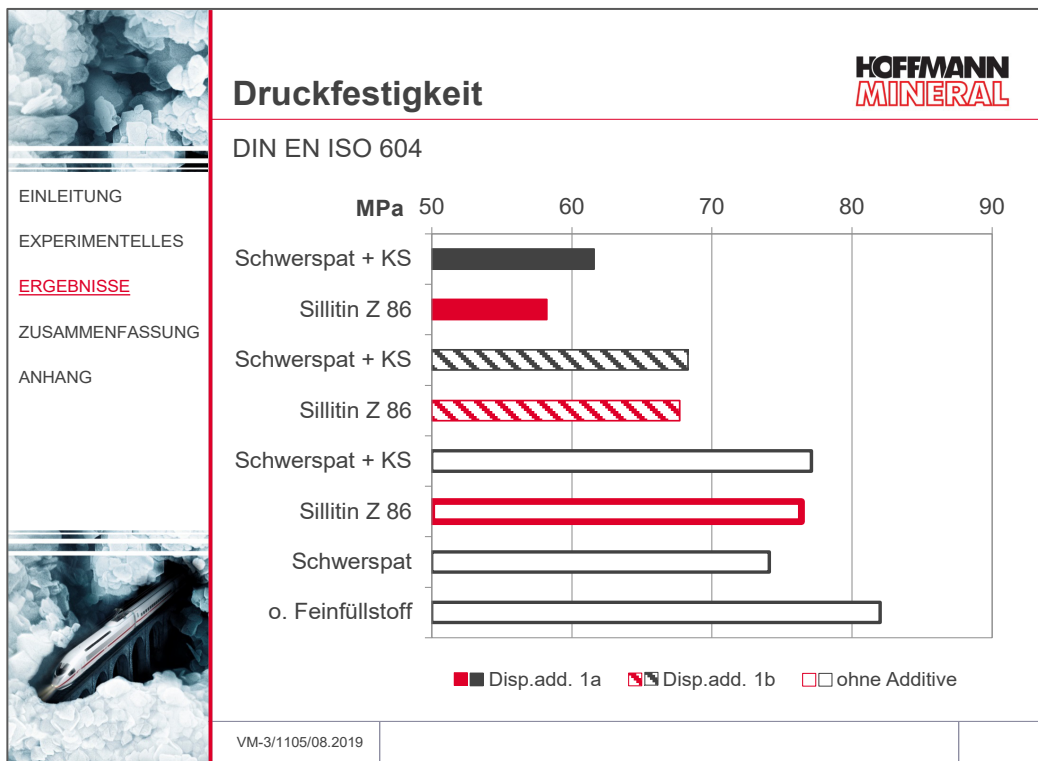 HOFFMANN
MINERAL
Druckfestigkeit
DIN EN ISO 604
EINLEITUNG
EXPERIMENTELLES
ERGEBNISSE
ZUSAMMENFASSUNG
ANHANG
MPa 50 60 70 80 90
Schwerspat + KS
Sillitin Z 86
Schwerspat + KS
Sillitin Z 86
Schwerspat + KS
Sillitin Z 86
Schwerspat
o. Feinfüllstoff
Disp.add. 1a Disp.add. 1b ohne Additive
VM-3/1105/08.2019